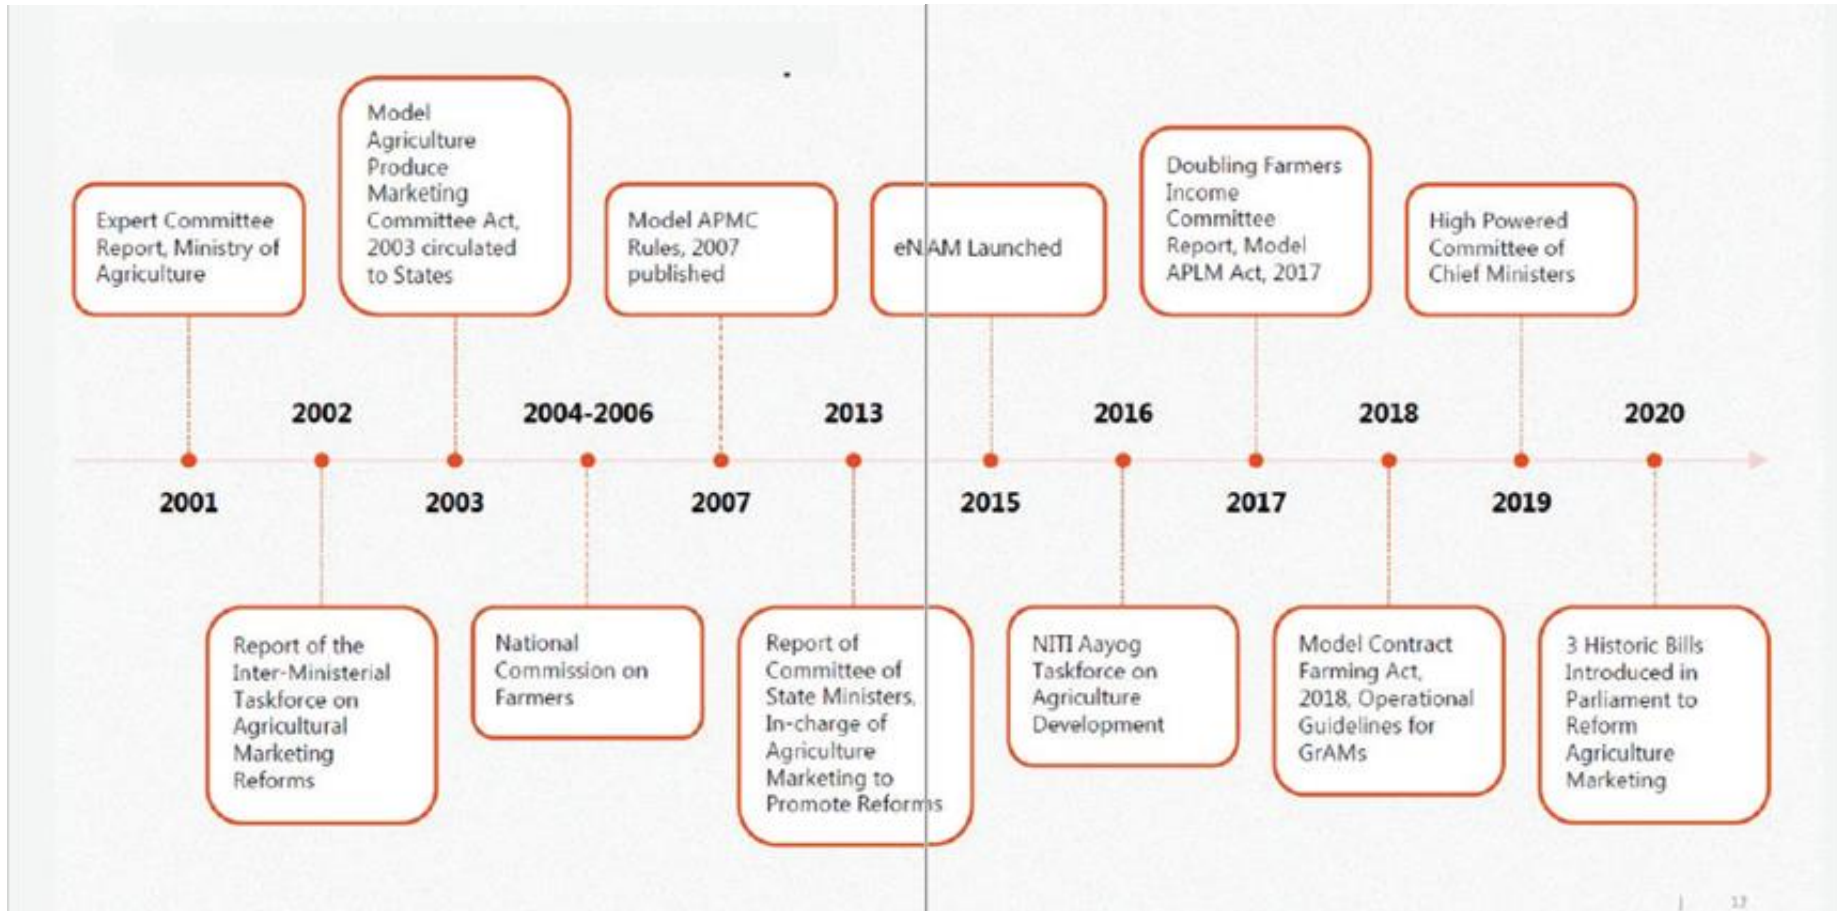 Expert Committee
Report, Ministry of
Agriculture
Model
Agriculture
Produce
Marketing
Committee Act,
2003 circulated
to States
Model APMC
Rules, 2007
published
eNAM Launched
Doubling Farmers
Income
Committee
Report, Model
APLM Act, 2017
High Powered
Committee of
Chief Ministers
2002
2004-2006
2013
2016
2018
2020
2001
2003
2007
2015
2017
2019
Report of the
Inter-Ministerial
Taskforce on
Agricultural
Marketing
Reforms
National
Commission on
Farmers
Report of
Committee of
State Ministers,
In-charge of
Agriculture
Marketing to
Promote Reforms
NITI Aayog
Taskforce on
Agriculture
Development
Model Contract
Farming Act,
2018, Operational
Guidelines for
GrAMs
3 Historic Bills
Introduced in
Parliament to
Reform
Agriculture
Marketing
12